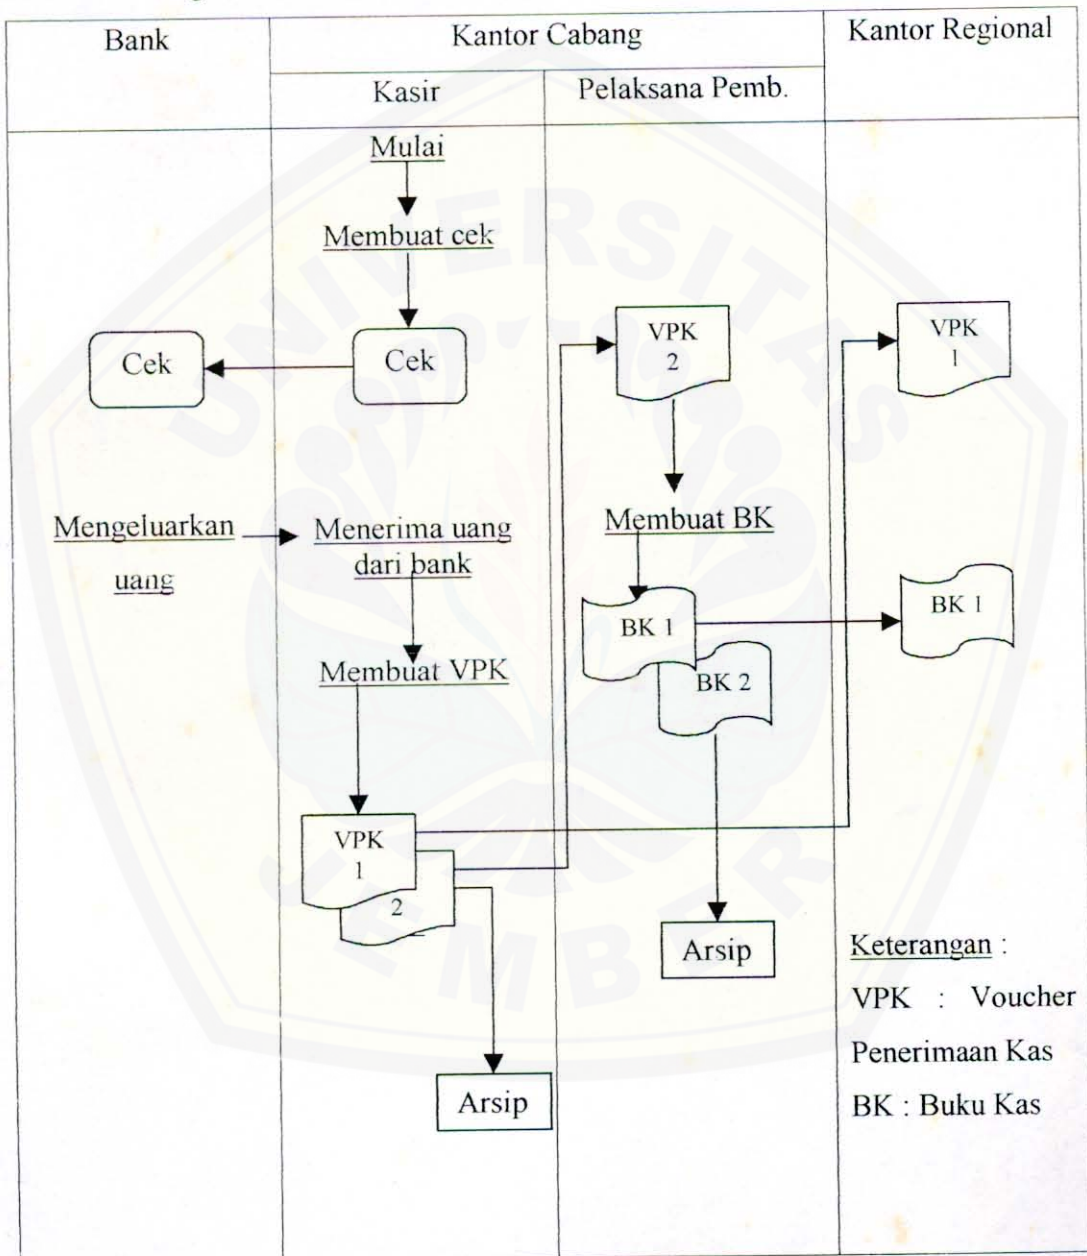 Bank
Kantor Cabang
Kantor Regional
Kasir
Pelaksana Pemb.
Mulai
Membuat cek
Cek
Cek
VPK
2
VPK
1
Mengeluarkan
uang
Menerima uang
dari bank
Membuat BK
BK 1
BK 2
BK 1
Membuat VPK
VPK
1
2
Arsip
Arsip
Keterangan :
VPK : Voucher
Penerimaan Kas
BK : Buku Kas
UNIVERSITAS
JEMBER